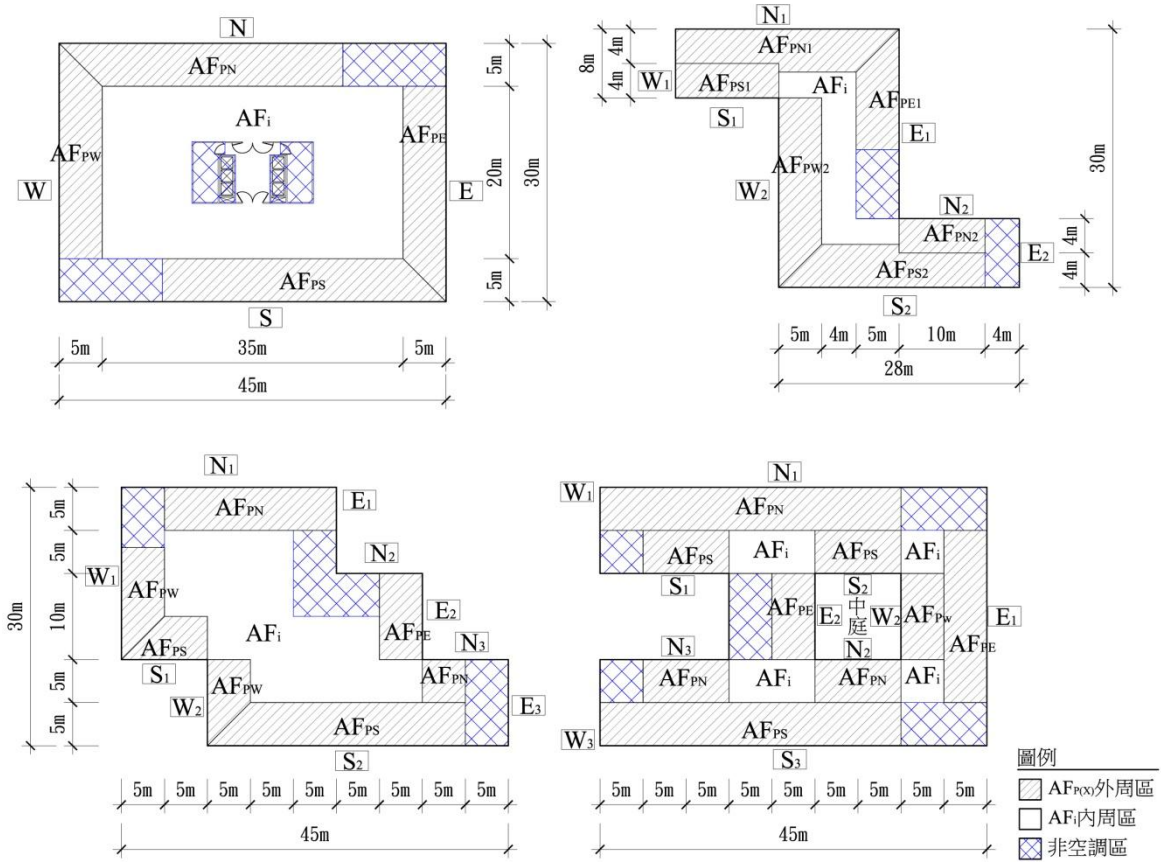 N
AFPN
5m
AFi
AFPW
AFPE
W
E
20m
30m
AFPS
5m
S
5m
35m
5m
45m
N1
4m
AFPN1
8m
W1
4m
AFPS1
AFi
AFPE1
S1
E1
AFPW2
30m
W2
N2
AFPN2
4m
E2
AFPS2
4m
S2
5m
4m
5m
10m
4m
28m
N1
5m
AFPN
E1
5m
N2
W1
AFPW
30m
10m
E2
AFPE
AFi
N3
AFPS
S1
AFPW
AFPN
5m
W2
E3
AFPS
5m
S2
5m 5m 5m 5m 5m 5m 5m 5m 5m
45m
N1
W1
AFPN
AFPS
AFi
AFPS
AFi
S1
S2
AFPE
E2
中庭
W2
AFPW
E1
N3
N2
AFPE
AFPN
AFi
AFPN
AFi
AFPS
W3
S3
5m 5m 5m 5m 5m 5m 5m 5m 5m
45m
圖例
AFP(X)外周區
AFi內周區
非空調區